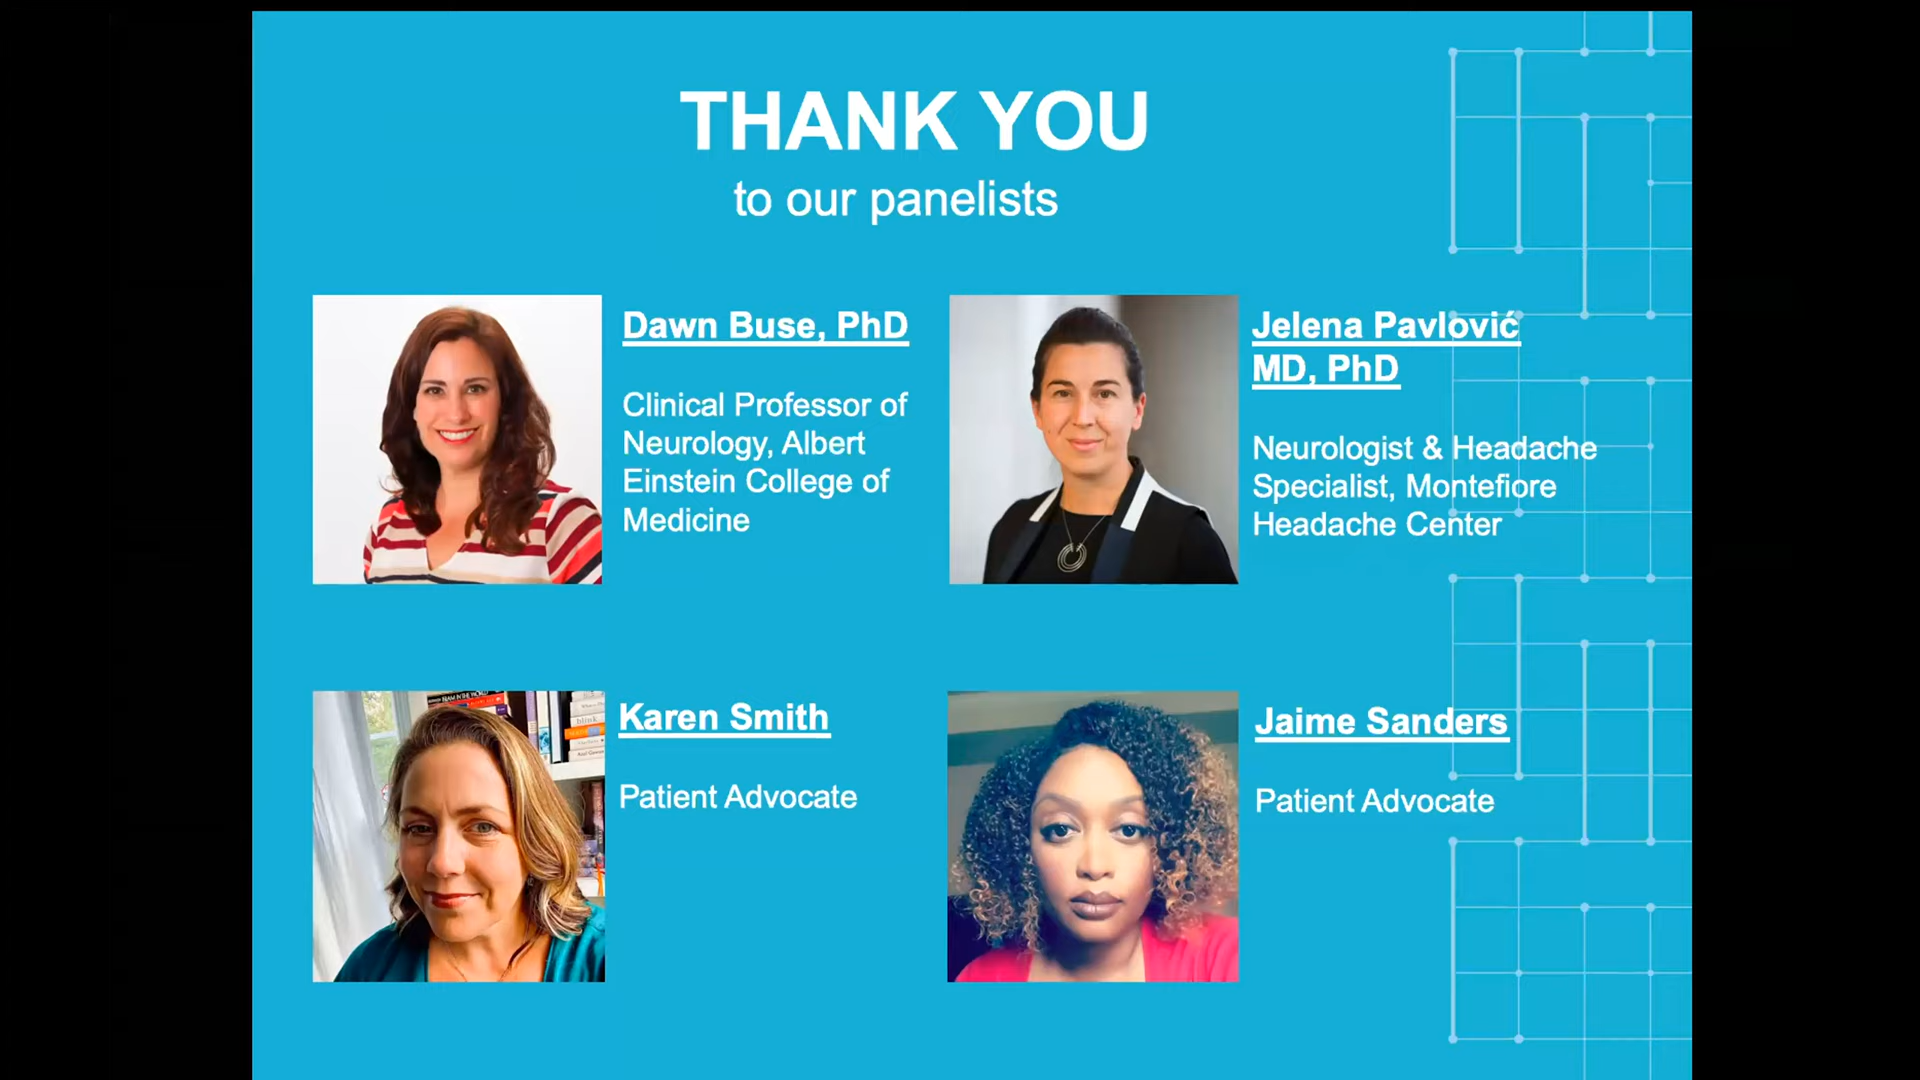 THANK YOU
to our panelists
Dawn Buse, PhD
Clinical Professor of
Neurology, Albert
Einstein College of
Medicine
Jelena Pavlović
MD, PhD
Neurologist & Headache
Specialist, Montefiore
Headache Center
Karen Smith
Patient Advocate
Jaime Sanders
Patient Advocate
blink